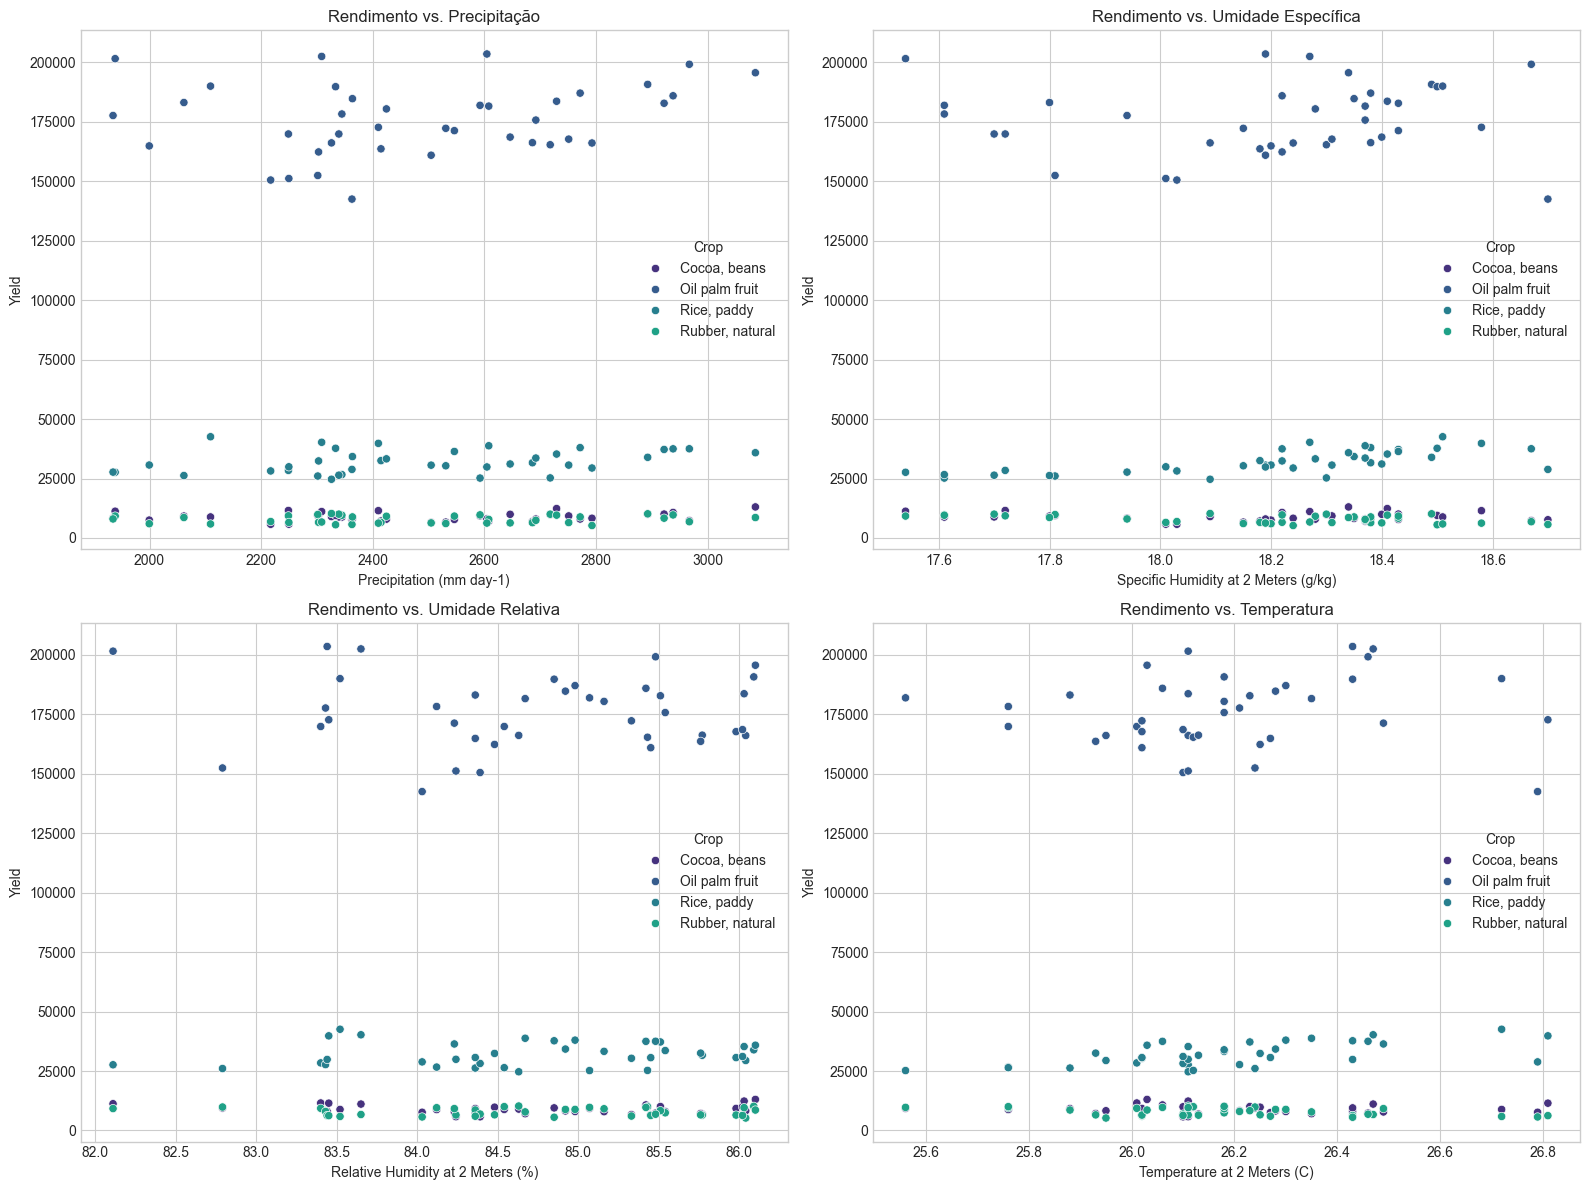 Rendimento vs. Precipitação
200000
175000
150000
125000
100000
75000
50000
25000
0
Yield
Crop
Cocoa, beans
Oil palm fruit
Rice, paddy
Rubber, natural
2000 2200 2400 2600 2800 3000
Precipitation (mm day-1)
Rendimento vs. Umidade Específica
200000
175000
150000
125000
100000
75000
50000
25000
0
Yield
Crop
Cocoa, beans
Oil palm fruit
Rice, paddy
Rubber, natural
17.6 17.8 18.0 18.2 18.4 18.6
Specific Humidity at 2 Meters (g/kg)
Rendimento vs. Umidade Relativa
200000
175000
150000
125000
100000
75000
50000
25000
0
Yield
Crop
Cocoa, beans
Oil palm fruit
Rice, paddy
Rubber, natural
82.0 82.5 83.0 83.5 84.0 84.5 85.0 85.5 86.0
Relative Humidity at 2 Meters (%)
Rendimento vs. Temperatura
200000
175000
150000
125000
100000
75000
50000
25000
0
Yield
Crop
Cocoa, beans
Oil palm fruit
Rice, paddy
Rubber, natural
25.6 25.8 26.0 26.2 26.4 26.6 26.8
Temperature at 2 Meters (C)